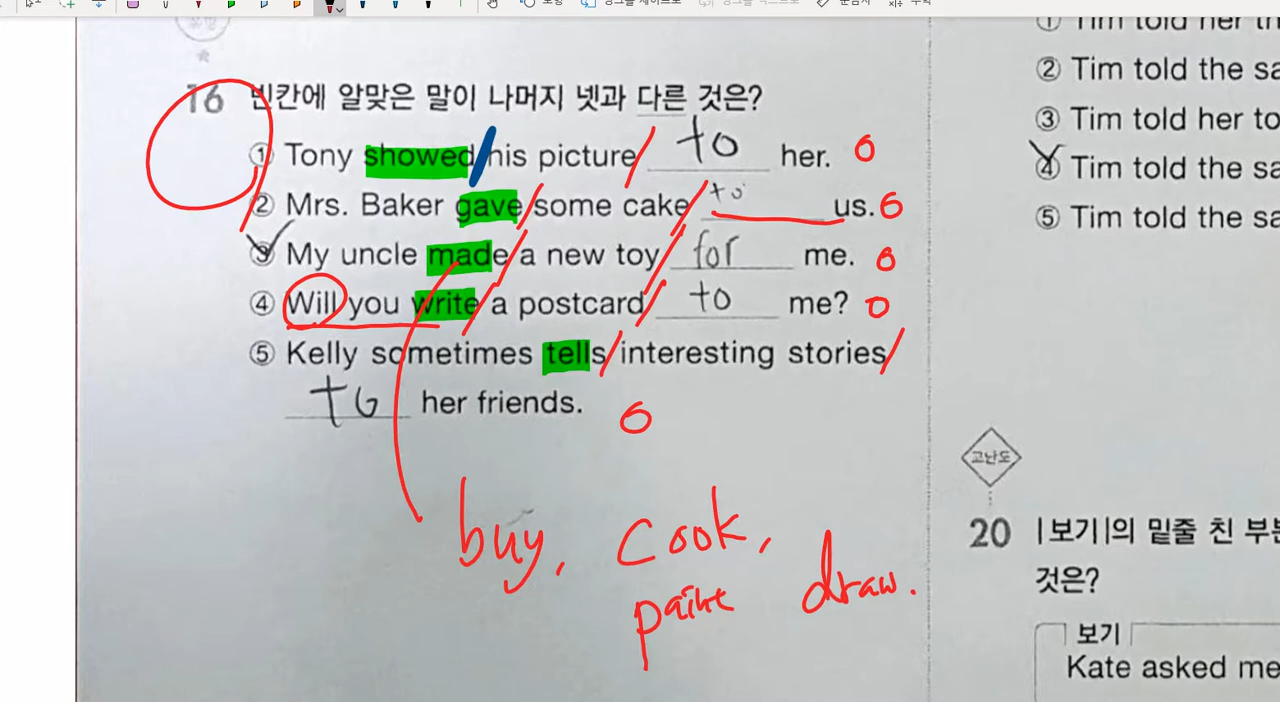 16 빈칸에 알맞은 말이 나머지 넷과 다른 것은?
① Tony showed his picture to her.
② Mrs. Baker gave some cake to us.
③ My uncle made a new toy for me.
④ Will you write a postcard to me?
⑤ Kelly sometimes tells interesting stories
to her friends.
buy, cook,
paint draw.
① Tim told her th
② Tim told the sa
③ Tim told her to
④ Tim told the sa
⑤ Tim told the sa
고난도
20 |보기|의 밑줄 친 부분
것은?
보기
Kate asked me